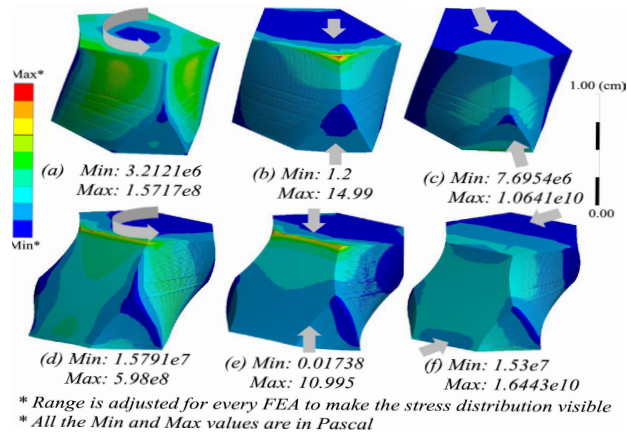 Max*
Min*
1.00 (cm)
0.00
(a) Min: 3.2121e6
Max: 1.5717e8
(b) Min: 1.2
Max: 14.99
(c) Min: 7.6954e6
Max: 1.0641e10
(d) Min: 1.5791e7
Max: 5.98e8
(e) Min: 0.01738
Max: 10.995
(f) Min: 1.53e7
Max: 1.6443e10
* Range is adjusted for every FEA to make the stress distribution visible
* All the Min and Max values are in Pascal